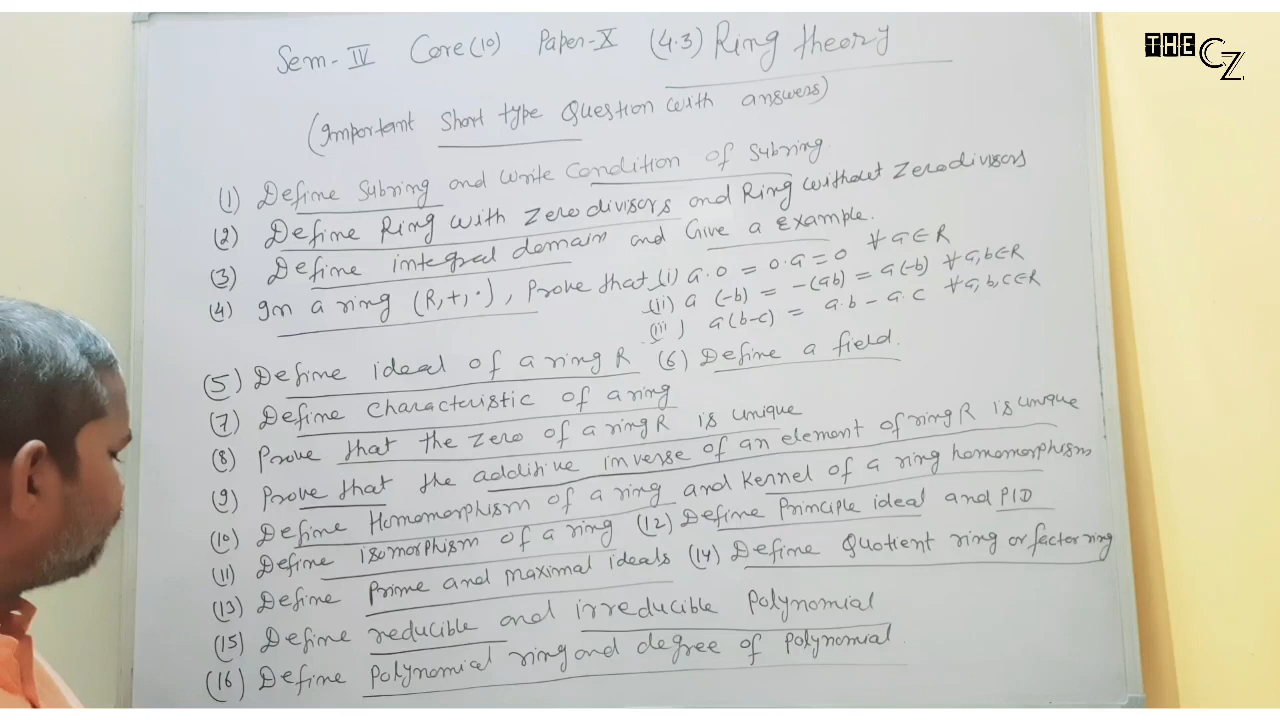 THE CZ
Sem-IV Core(10) Paper-X (4.3) Ring theory
(Important Short type Question with answers)
(1) Define Subring and write Condition of Subring
(2) Define Ring with Zero divisors and Ring without Zerodivisors
(3) Define integral domain and Give a Example.
(4) In a ring (R,+,·), Prove that (i) a·0 = 0·a = 0 ∀ a∈R
(ii) a (-b) = -(ab) = a(-b) ∀ a,b∈R
(iii) a(b-c) = a·b - a·c ∀ a,b,c∈R
(5) Define ideal of a ring R (6) Define a field.
(7) Define Characteristic of a ring
(8) Prove that the Zero of a ring R is unique
(9) Prove that the additive inverse of an element of ring R is unique
(10) Define Homomorphism of a ring and Kernel of a ring homomorphism
(11) Define isomorphism of a ring (12) Define Principle ideal and PID
(13) Define Prime and Maximal ideals (14) Define Quotient ring or factor ring
(15) Define reducible and irreducible Polynomial
(16) Define Polynomial ring and degree of Polynomial.